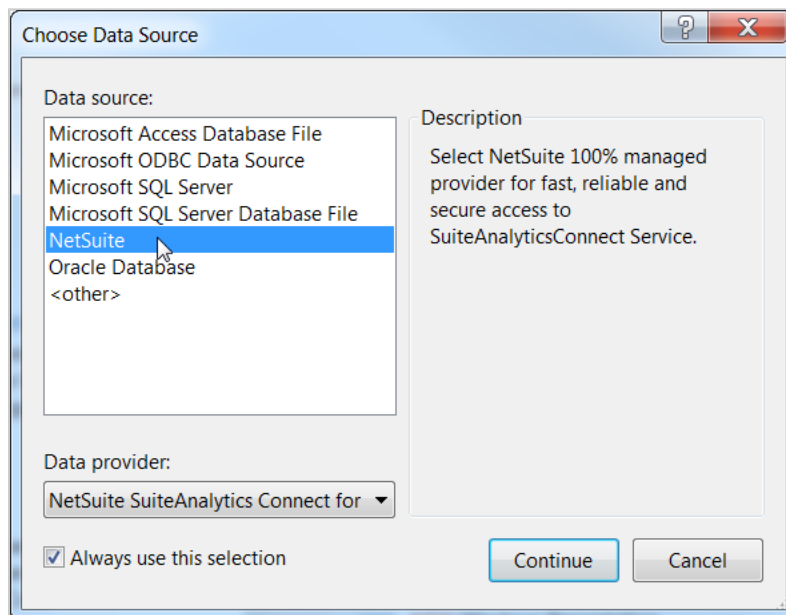 Choose Data Source
Data source:
Microsoft Access Database File
Microsoft ODBC Data Source
Microsoft SQL Server
Microsoft SQL Server Database File
NetSuite
Oracle Database
<other>
Description
Select NetSuite 100% managed
provider for fast, reliable and
secure access to
SuiteAnalyticsConnect Service.
Data provider:
NetSuite SuiteAnalytics Connect for
Always use this selection
Continue
Cancel